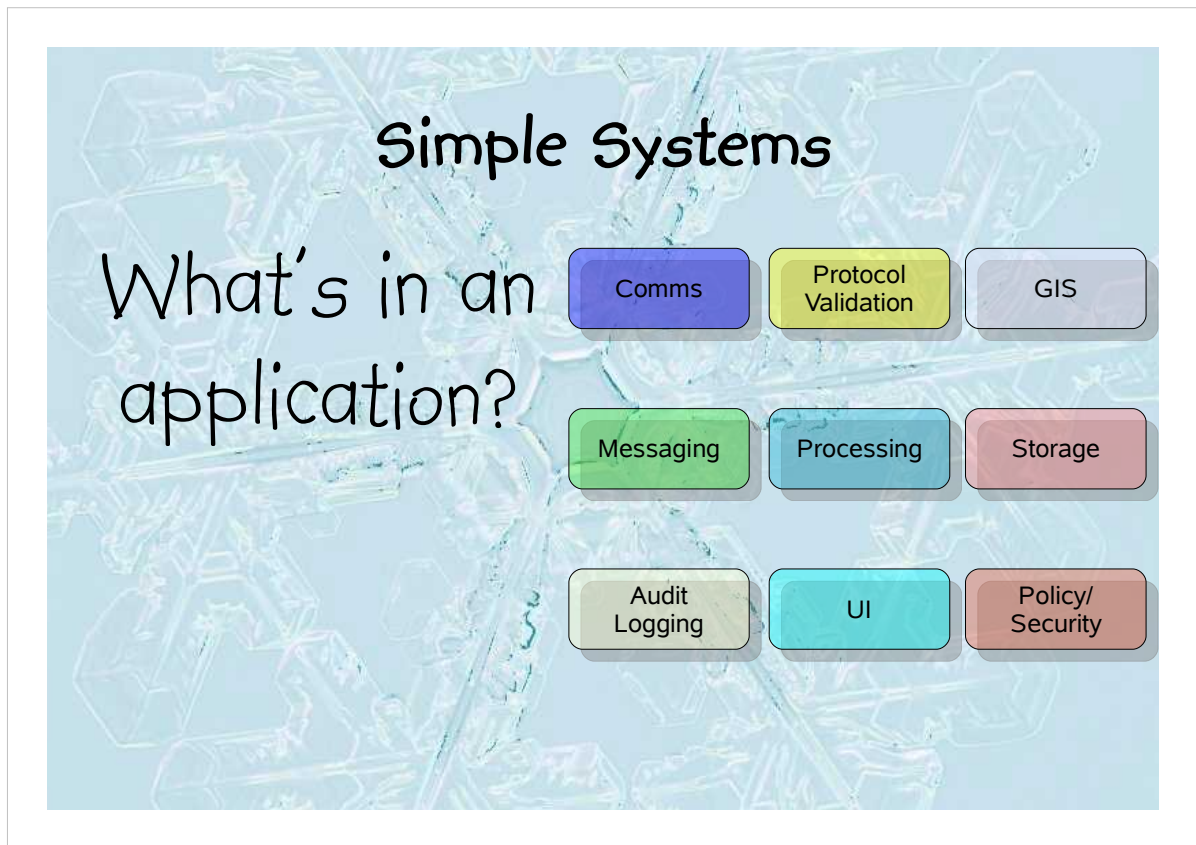 Simple Systems
What's in an
application?
Comms
Protocol
Validation
GIS
Messaging
Processing
Storage
Audit
Logging
UI
Policy/
Security